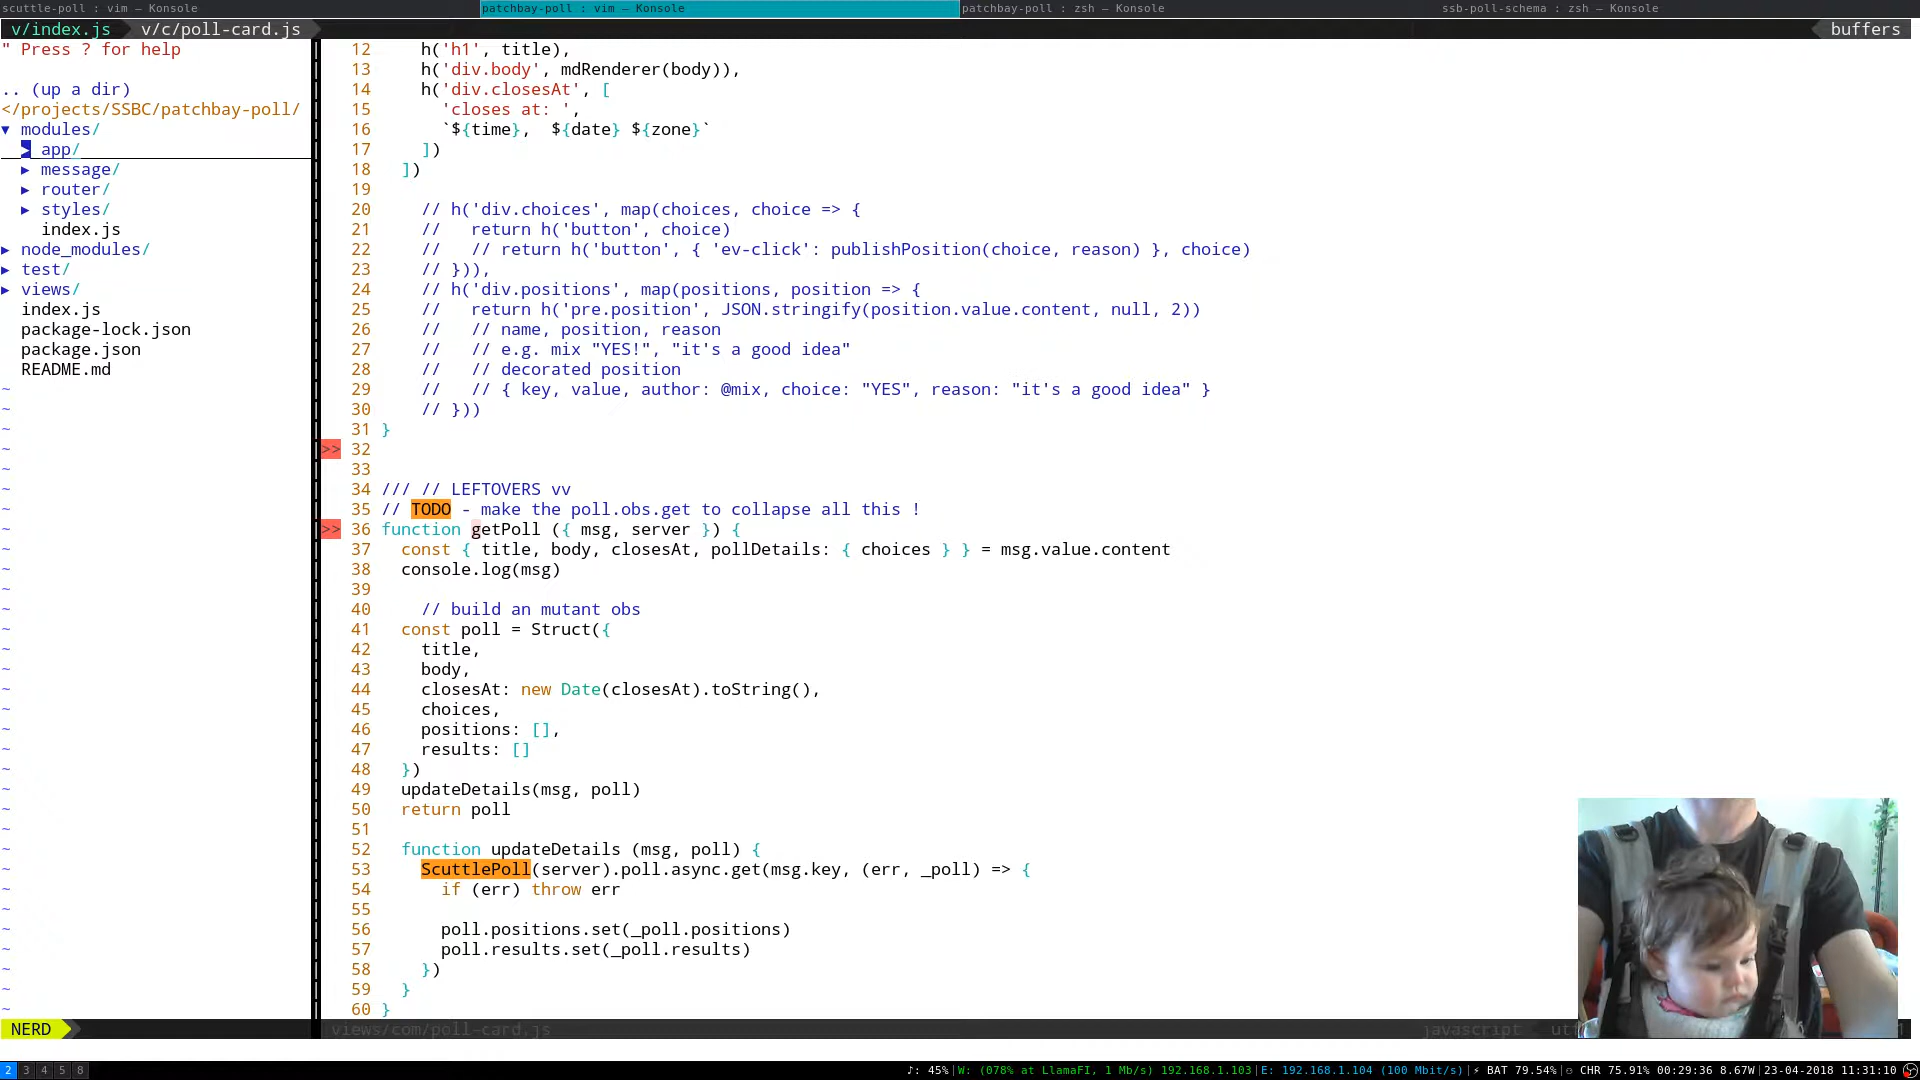 scuttle-poll : vim — Konsole
patchbay-poll : vim — Konsole
patchbay-poll : zsh — Konsole
ssb-poll-schema : zsh — Konsole
v/index.js
v/c/poll-card.js
buffers
" Press ? for help
.. (up a dir)
</projects/SSBC/patchbay-poll/
▼ modules/
▸ app/
▸ message/
▸ router/
▸ styles/
index.js
▸ node_modules/
▸ test/
▸ views/
index.js
package-lock.json
package.json
README.md
12 h('h1', title),
13 h('div.body', mdRenderer(body)),
14 h('div.closesAt', [
15 'closes at: ',
16 `${time},  ${date} ${zone}`
17 ])
18 ])
19
20 // h('div.choices', map(choices, choice => {
21 //   return h('button', choice)
22 //   // return h('button', { 'ev-click': publishPosition(choice, reason) }, choice)
23 // })),
24 // h('div.positions', map(positions, position => {
25 //   return h('pre.position', JSON.stringify(position.value.content, null, 2))
26 //   // name, position, reason
27 //   // e.g. mix "YES!", "it's a good idea"
28 //   // decorated position
29 //   // { key, value, author: @mix, choice: "YES", reason: "it's a good idea" }
30 // }))
31 }
>> 32
33
34 /// // LEFTOVERS vv
35 // TODO - make the poll.obs.get to collapse all this !
>> 36 function getPoll ({ msg, server }) {
37 const { title, body, closesAt, pollDetails: { choices } } = msg.value.content
38 console.log(msg)
39
40 // build an mutant obs
41 const poll = Struct({
42 title,
43 body,
44 closesAt: new Date(closesAt).toString(),
45 choices,
46 positions: [],
47 results: []
48 })
49 updateDetails(msg, poll)
50 return poll
51
52 function updateDetails (msg, poll) {
53 ScuttlePoll(server).poll.async.get(msg.key, (err, _poll) => {
54 if (err) throw err
55
56 poll.positions.set(_poll.positions)
57 poll.results.set(_poll.results)
58 })
59 }
60 }
NERD
views/com/poll-card.js
javascript
2 3 4 5 8
♪: 45%|W: (078% at LlamaFI, 1 Mb/s) 192.168.1.103|E: 192.168.1.104 (100 Mbit/s)|⚡ BAT 79.54%|☺ CHR 75.91% 00:29:36 8.67W|23-04-2018 11:31:10